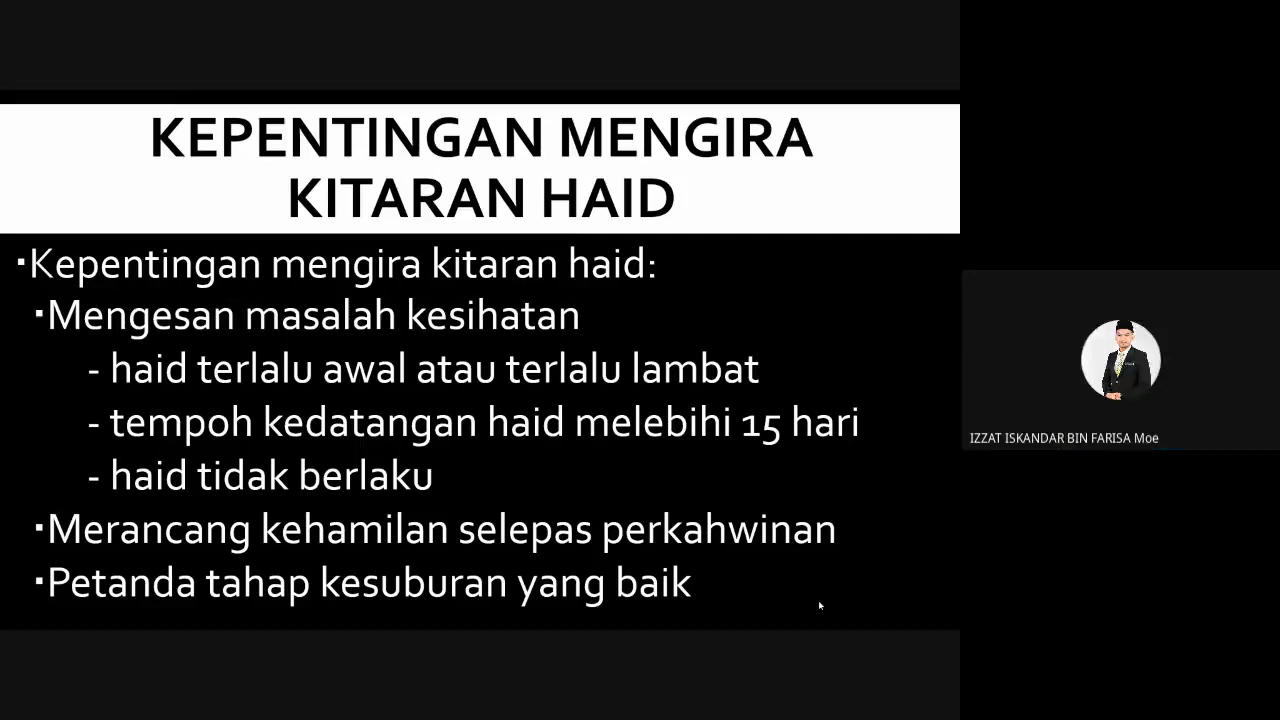 KEPENTINGAN MENGIRA
KITARAN HAID
▪Kepentingan mengira kitaran haid:
▪Mengesan masalah kesihatan
- haid terlalu awal atau terlalu lambat
- tempoh kedatangan haid melebihi 15 hari
- haid tidak berlaku
▪Merancang kehamilan selepas perkahwinan
▪Petanda tahap kesuburan yang baik
IZZAT ISKANDAR BIN FARISA Moe